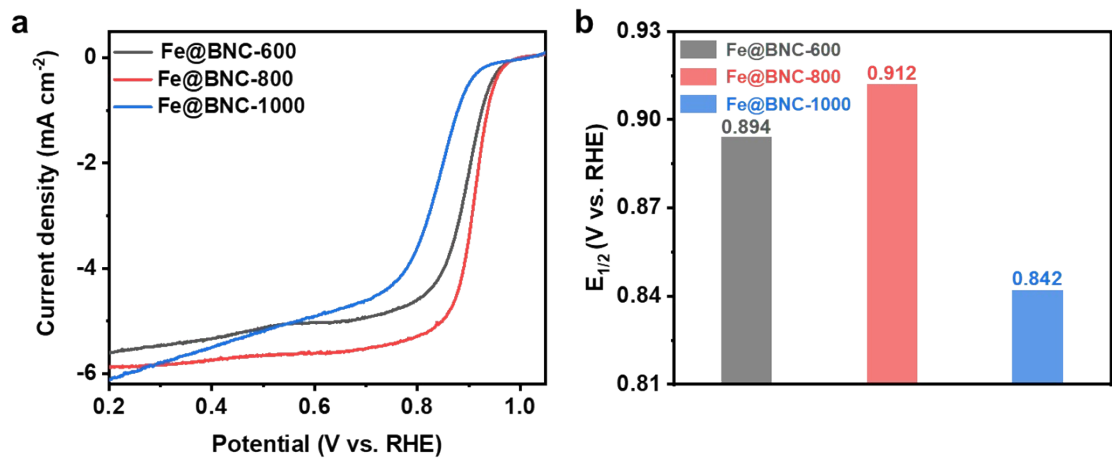 a
Fe@BNC-600
Fe@BNC-800
Fe@BNC-1000
Current density (mA cm-2)
0
-2
-4
-6
0.2 0.4 0.6 0.8 1.0
Potential (V vs. RHE)
b
Fe@BNC-600
Fe@BNC-800
Fe@BNC-1000
E1/2 (V vs. RHE)
0.93
0.90
0.87
0.84
0.81
0.894
0.912
0.842